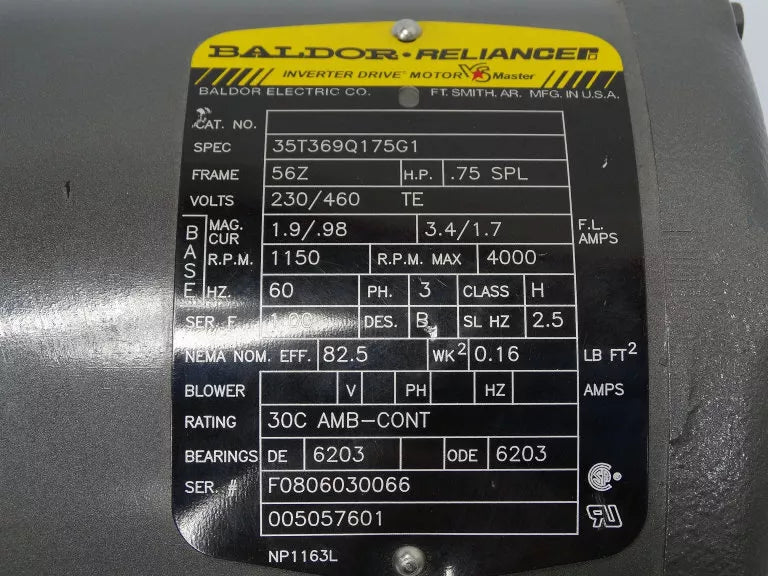 BALDOR • RELIANCER
INVERTER DRIVE MOTOR VS Master
BALDOR ELECTRIC CO. FT. SMITH, AR. MFG. IN U.S.A.
CAT. NO.
SPEC 35T369Q175G1
FRAME 56Z H.P. .75 SPL
VOLTS 230/460 TE
BASE MAG. CUR 1.9/.98 3.4/1.7 F.L. AMPS
R.P.M. 1150 R.P.M. MAX 4000
HZ. 60 PH. 3 CLASS H
SER. F. 1.00 DES. B SL HZ 2.5
NEMA NOM. EFF. 82.5 WK² 0.16 LB FT²
BLOWER V PH HZ AMPS
RATING 30C AMB-CONT
BEARINGS DE 6203 ODE 6203
SER. # F0806030066
005057601
NP1163L